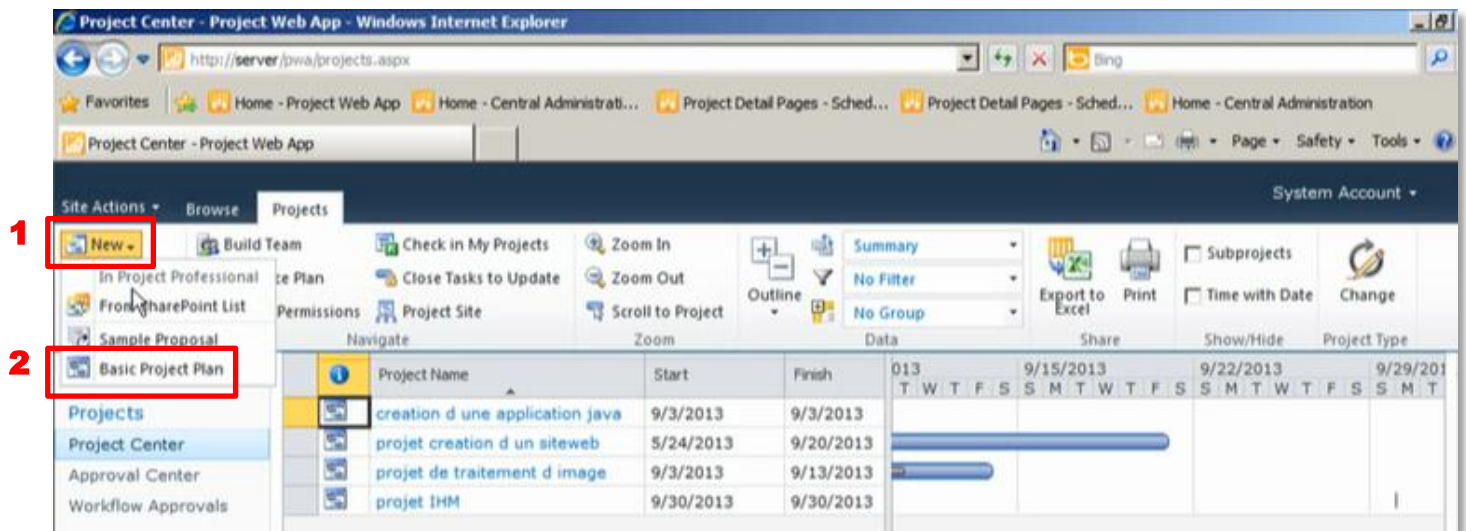 Project Center - Project Web App - Windows Internet Explorer
http://server/pwa/projects.aspx
Bing
Favorites Home - Project Web App Home - Central Administrati... Project Detail Pages - Sched... Project Detail Pages - Sched... Home - Central Administration
Project Center - Project Web App
Page Safety Tools
System Account
Site Actions Browse Projects
1
New Build Team Check in My Projects Zoom In Summary Subprojects
In Project Professional ce Plan Close Tasks to Update Zoom Out No Filter
Outline Export to Excel Print Time with Date Change
From SharePoint List Permissions Project Site Scroll to Project No Group
Sample Proposal Navigate Zoom Data Share Show/Hide Project Type
2
Basic Project Plan
Project Name Start Finish 013 9/15/2013 9/22/2013 9/29/201
T W T F S S M T W T F S S M T W T F S S M T
Projects creation d une application java 9/3/2013 9/3/2013
Project Center projet creation d un siteweb 5/24/2013 9/20/2013
Approval Center projet de traitement d image 9/3/2013 9/13/2013
Workflow Approvals projet IHM 9/30/2013 9/30/2013